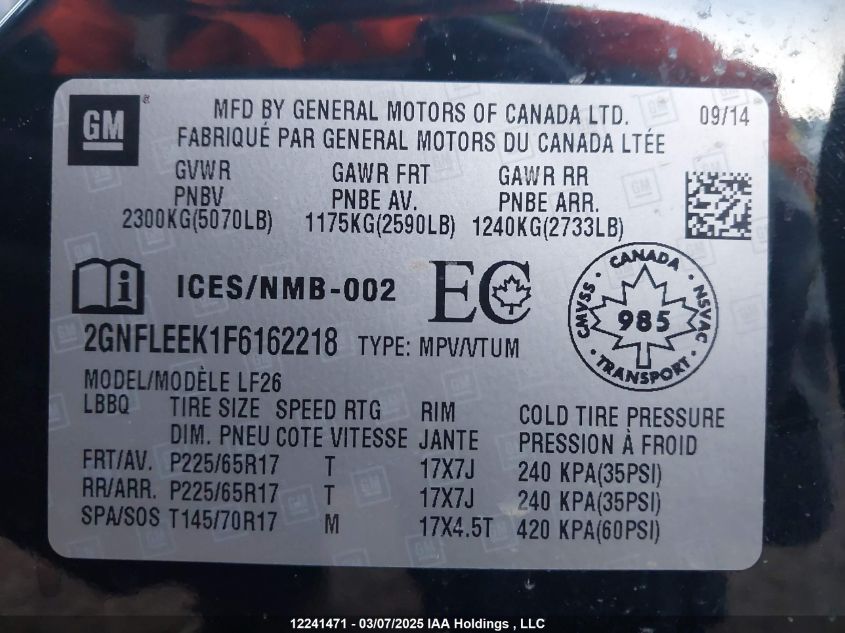 GM
MFD BY GENERAL MOTORS OF CANADA LTD. 09/14
FABRIQUÉ PAR GENERAL MOTORS DU CANADA LTÉE
GVWR GAWR FRT GAWR RR
PNBV PNBE AV. PNBE ARR.
2300KG(5070LB) 1175KG(2590LB) 1240KG(2733LB)
ICES/NMB-002 EC
CANADA CMVSS NSVAC 985 TRANSPORT
2GNFLEEK1F6162218 TYPE: MPV/VTUM
MODEL/MODÈLE LF26
LBBQ TIRE SIZE SPEED RTG RIM COLD TIRE PRESSURE
DIM. PNEU COTE VITESSE JANTE PRESSION À FROID
FRT/AV. P225/65R17 T 17X7J 240 KPA(35PSI)
RR/ARR. P225/65R17 T 17X7J 240 KPA(35PSI)
SPA/SOS T145/70R17 M 17X4.5T 420 KPA(60PSI)
12241471 - 03/07/2025 IAA Holdings , LLC